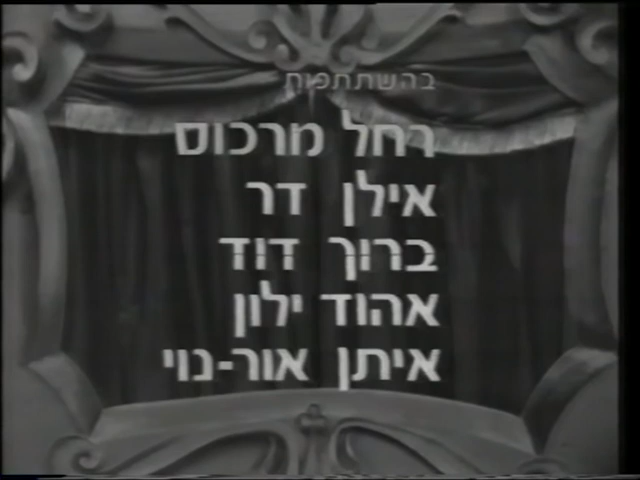 בהשתתפות
רחל מרכוס
אילן דר
ברוך דוד
אהוד ילון
איתן אור-נוי